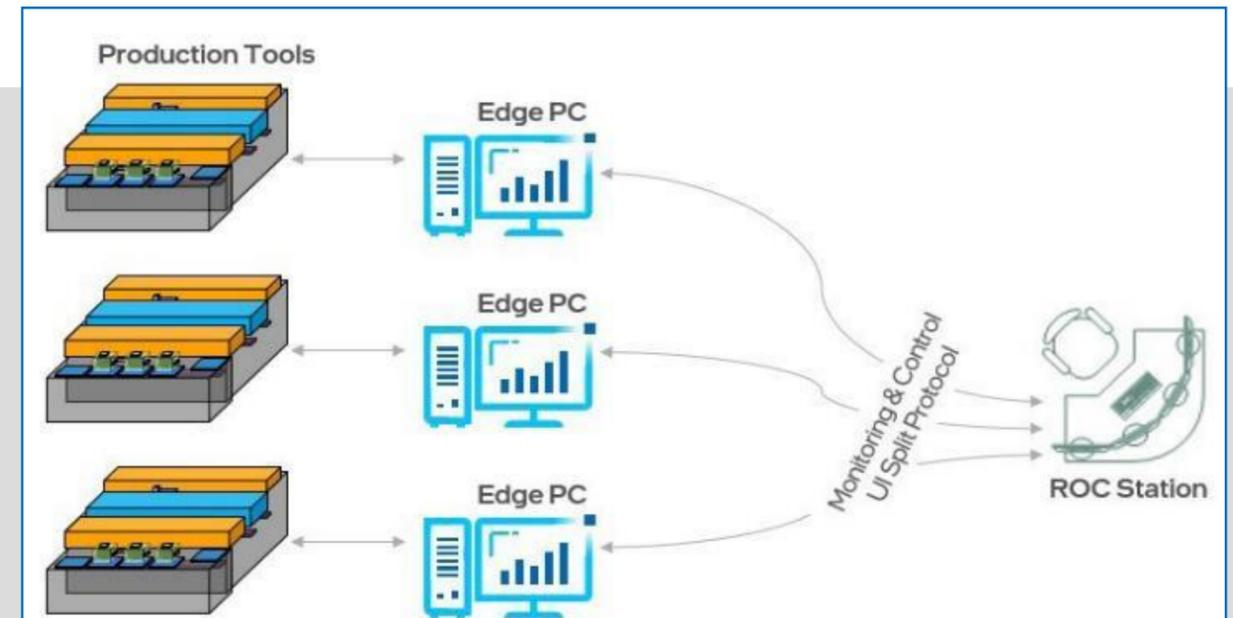 Production Tools
Edge PC
Edge PC
Monitoring & Control
UI Split Protocol
ROC Station
Edge PC